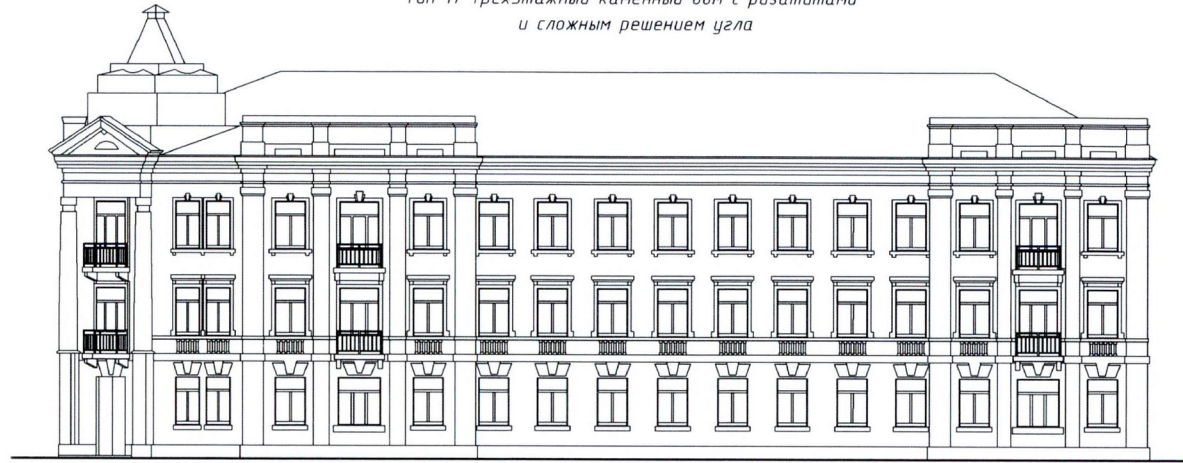 трехэтажный каменный дом с ризалитами
и сложным решением угла